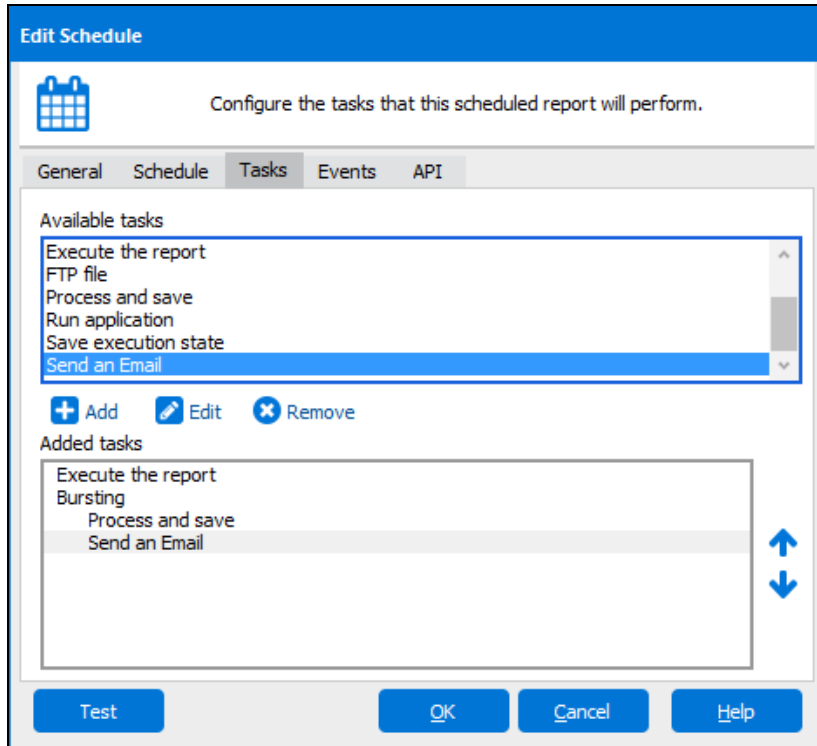 Edit Schedule
Configure the tasks that this scheduled report will perform.
General Schedule Tasks Events API
Available tasks
Execute the report
FTP file
Process and save
Run application
Save execution state
Send an Email
Add Edit Remove
Added tasks
Execute the report
Bursting
Process and save
Send an Email
Test OK Cancel Help